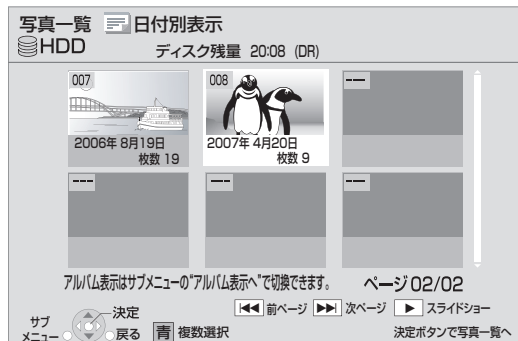 写真一覧 日付別表示
HDD ディスク残量 20:08 (DR)
007
2006年 8月19日
枚数 19
008
2007年 4月20日
枚数 9
---
---
---
---
アルバム表示はサブメニューの“アルバム表示へ”で切換できます。 ページ 02/02
前ページ 次ページ スライドショー
サブ
メニュー
決定
戻る
青 複数選択
決定ボタンで写真一覧へ